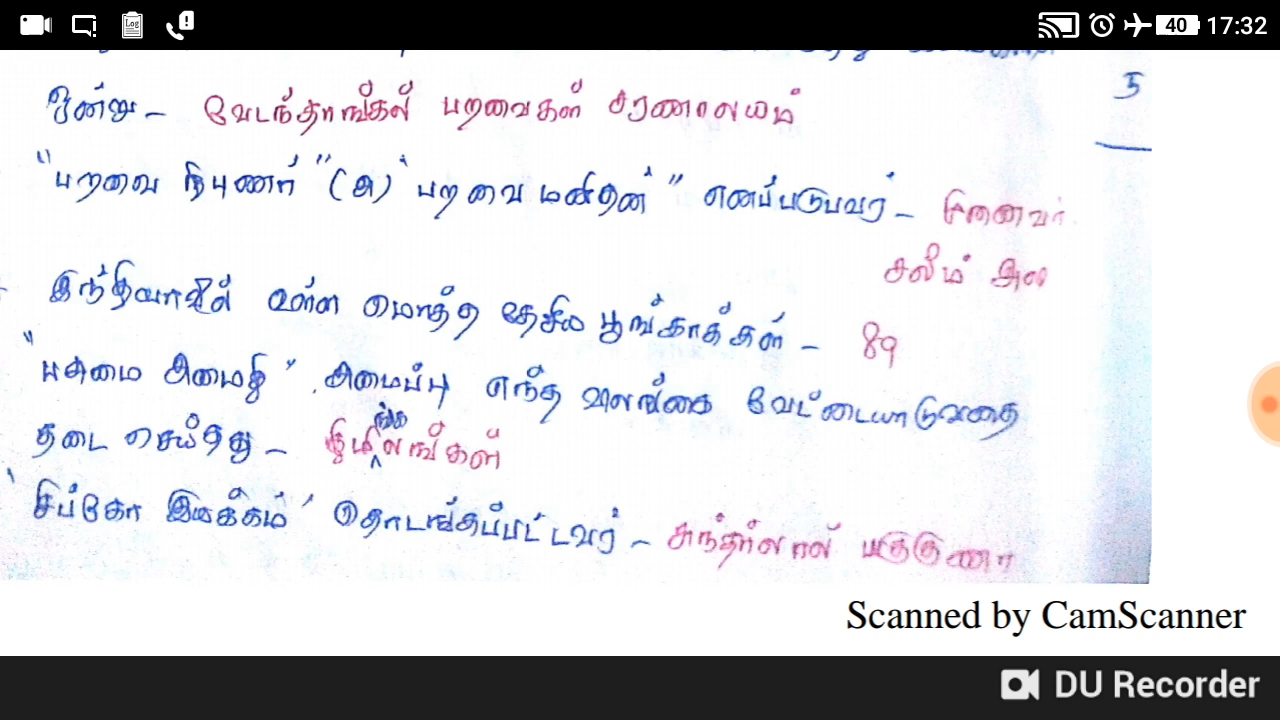 40 17:32
ஒன்று - வேடந்தாங்கல் பறவைகள் சரணாலயம்
5
"பறவை நிபுணர்" (அ) "பறவை மனிதன்" எனப்படுபவர் -
சலீம் அலி
இந்தியாவில் உள்ள மொத்த தேசிய பூங்காக்கள் - 89
"பசுமை அமைதி" அமைப்பு எந்த விலங்கை வேட்டையாடுவதை
தடை செய்தது -
'சிப்கோ இயக்கம்' தொடங்கப்பட்டவர் - சுந்தர்லால் பகுகுணா
Scanned by CamScanner
DU Recorder